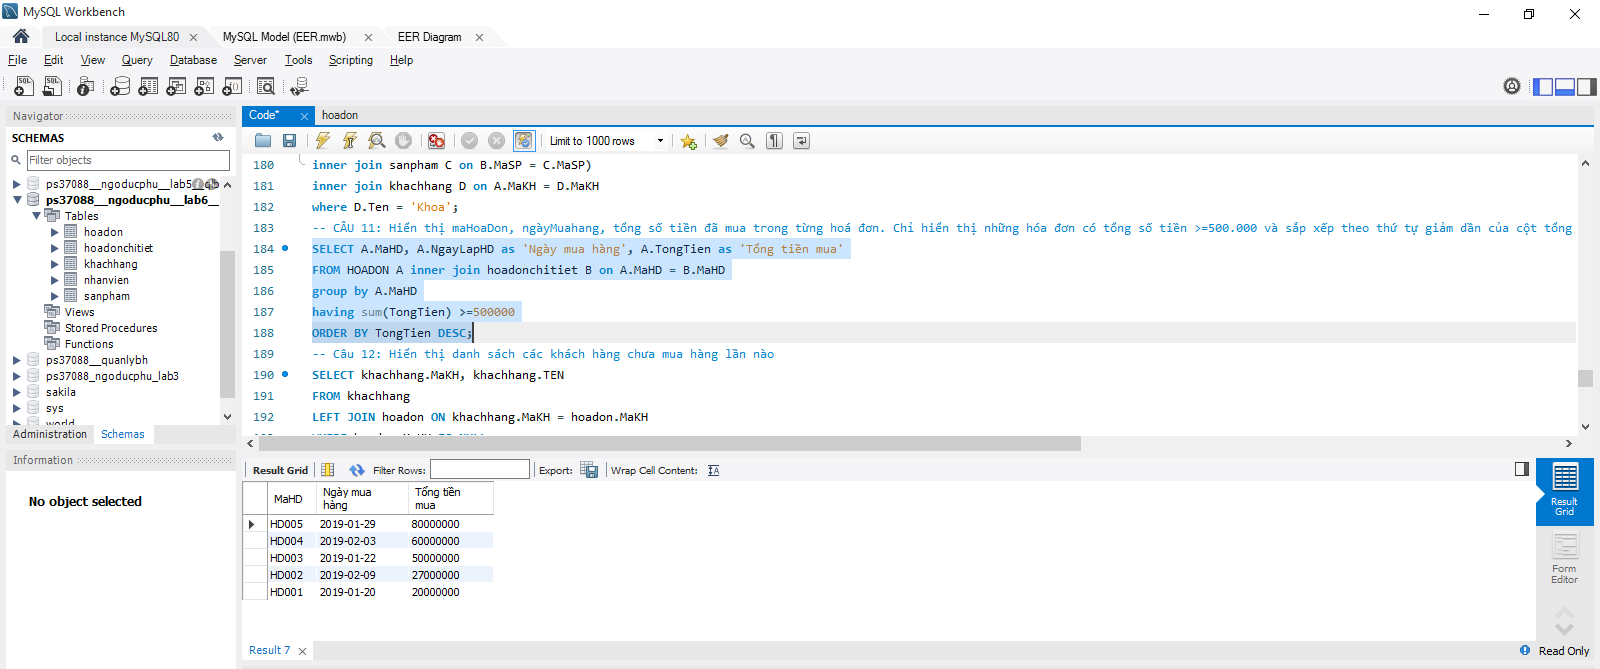 MySQL Workbench
Local instance MySQL80
MySQL Model (EER.mwb)
EER Diagram
File Edit View Query Database Server Tools Scripting Help
Navigator
SCHEMAS
Filter objects
ps37088__ngoducphu__lab6__
Tables
hoadon
hoadonchitiet
khachhang
nhanvien
sanpham
Views
Stored Procedures
Functions
ps37088__quanlybh
ps37088_ngoducphu_lab3
sakila
sys
world
Administration Schemas
Information
No object selected
Code* hoadon
Limit to 1000 rows
180 inner join sanpham C on B.MaSP = C.MaSP)
181 inner join khachhang D on A.MaKH = D.MaKH
182 where D.Ten = 'Khoa';
183 -- CÂU 11: Hiển thị maHoaDon, ngàyMuahang, tổng số tiền đã mua trong từng hoá đơn. Chỉ hiển thị những hóa đơn có tổng số tiền >=500.000 và sắp xếp theo thứ tự giảm dần của cột tổng
184 SELECT A.MaHD, A.NgayLapHD as 'Ngày mua hàng', A.TongTien as 'Tổng tiền mua'
185 FROM HOADON A inner join hoadonchitiet B on A.MaHD = B.MaHD
186 group by A.MaHD
187 having sum(TongTien) >=500000
188 ORDER BY TongTien DESC;
189 -- Câu 12: Hiển thị danh sách các khách hàng chưa mua hàng lần nào
190 SELECT khachhang.MaKH, khachhang.TEN
191 FROM khachhang
192 LEFT JOIN hoadon ON khachhang.MaKH = hoadon.MaKH
Result Grid Filter Rows: Export: Wrap Cell Content:
MaHD Ngày mua hàng Tổng tiền mua
HD005 2019-01-29 80000000
HD004 2019-02-03 60000000
HD003 2019-01-22 50000000
HD002 2019-02-09 27000000
HD001 2019-01-20 20000000
Result Grid
Form Editor
Result 7
Read Only